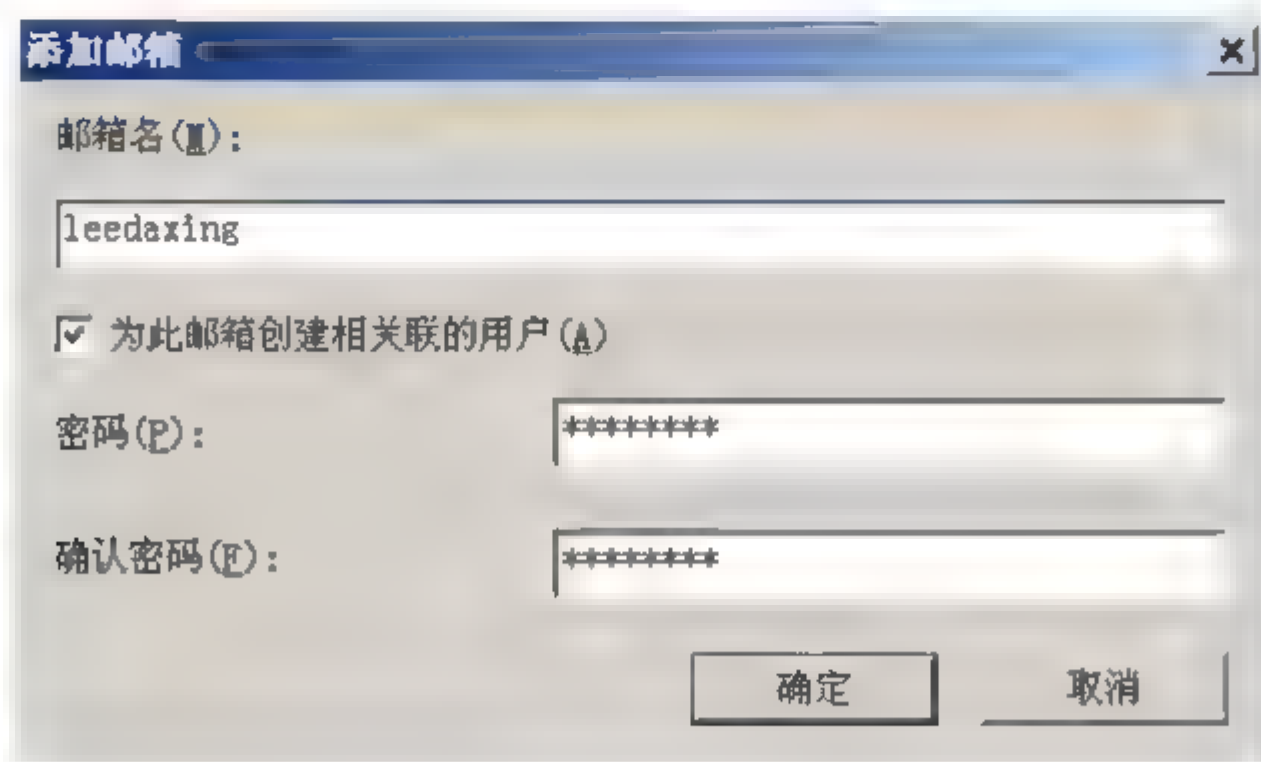 添加邮箱
邮箱名(M):
leedaxing
为此邮箱创建相关联的用户(A)
密码(P): ********
确认密码(F): ********
确定 取消